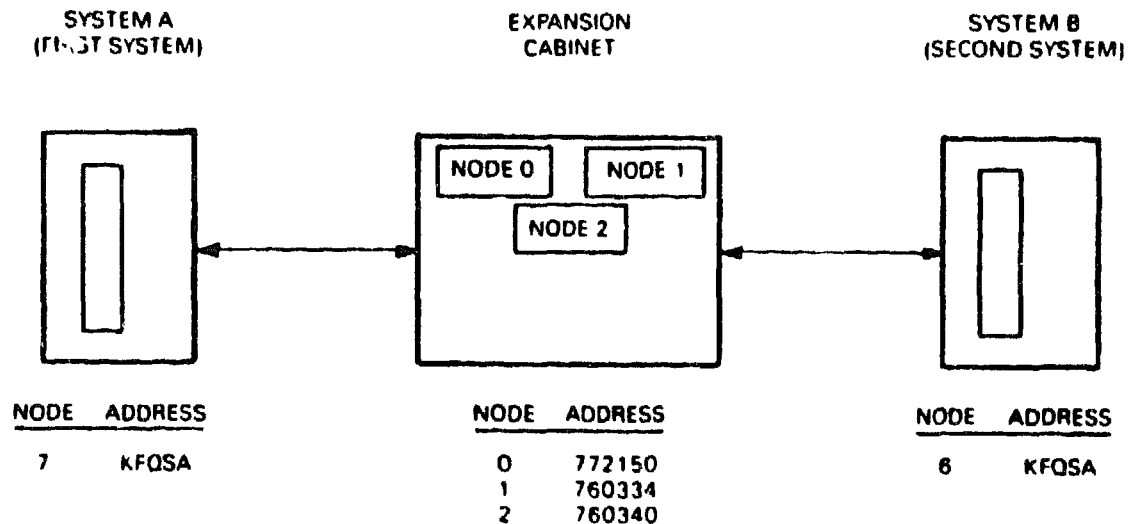 SYSTEM A
SYSTEM)
EXPANSION
CABINET
SYSTEM B
(SECOND SYSTEM)
NODE 0
NODE 1
NODE 2
NODE ADDRESS
7 KFQSA
NODE ADDRESS
0 772150
1 760334
2 760340
NODE ADDRESS
6 KFQSA